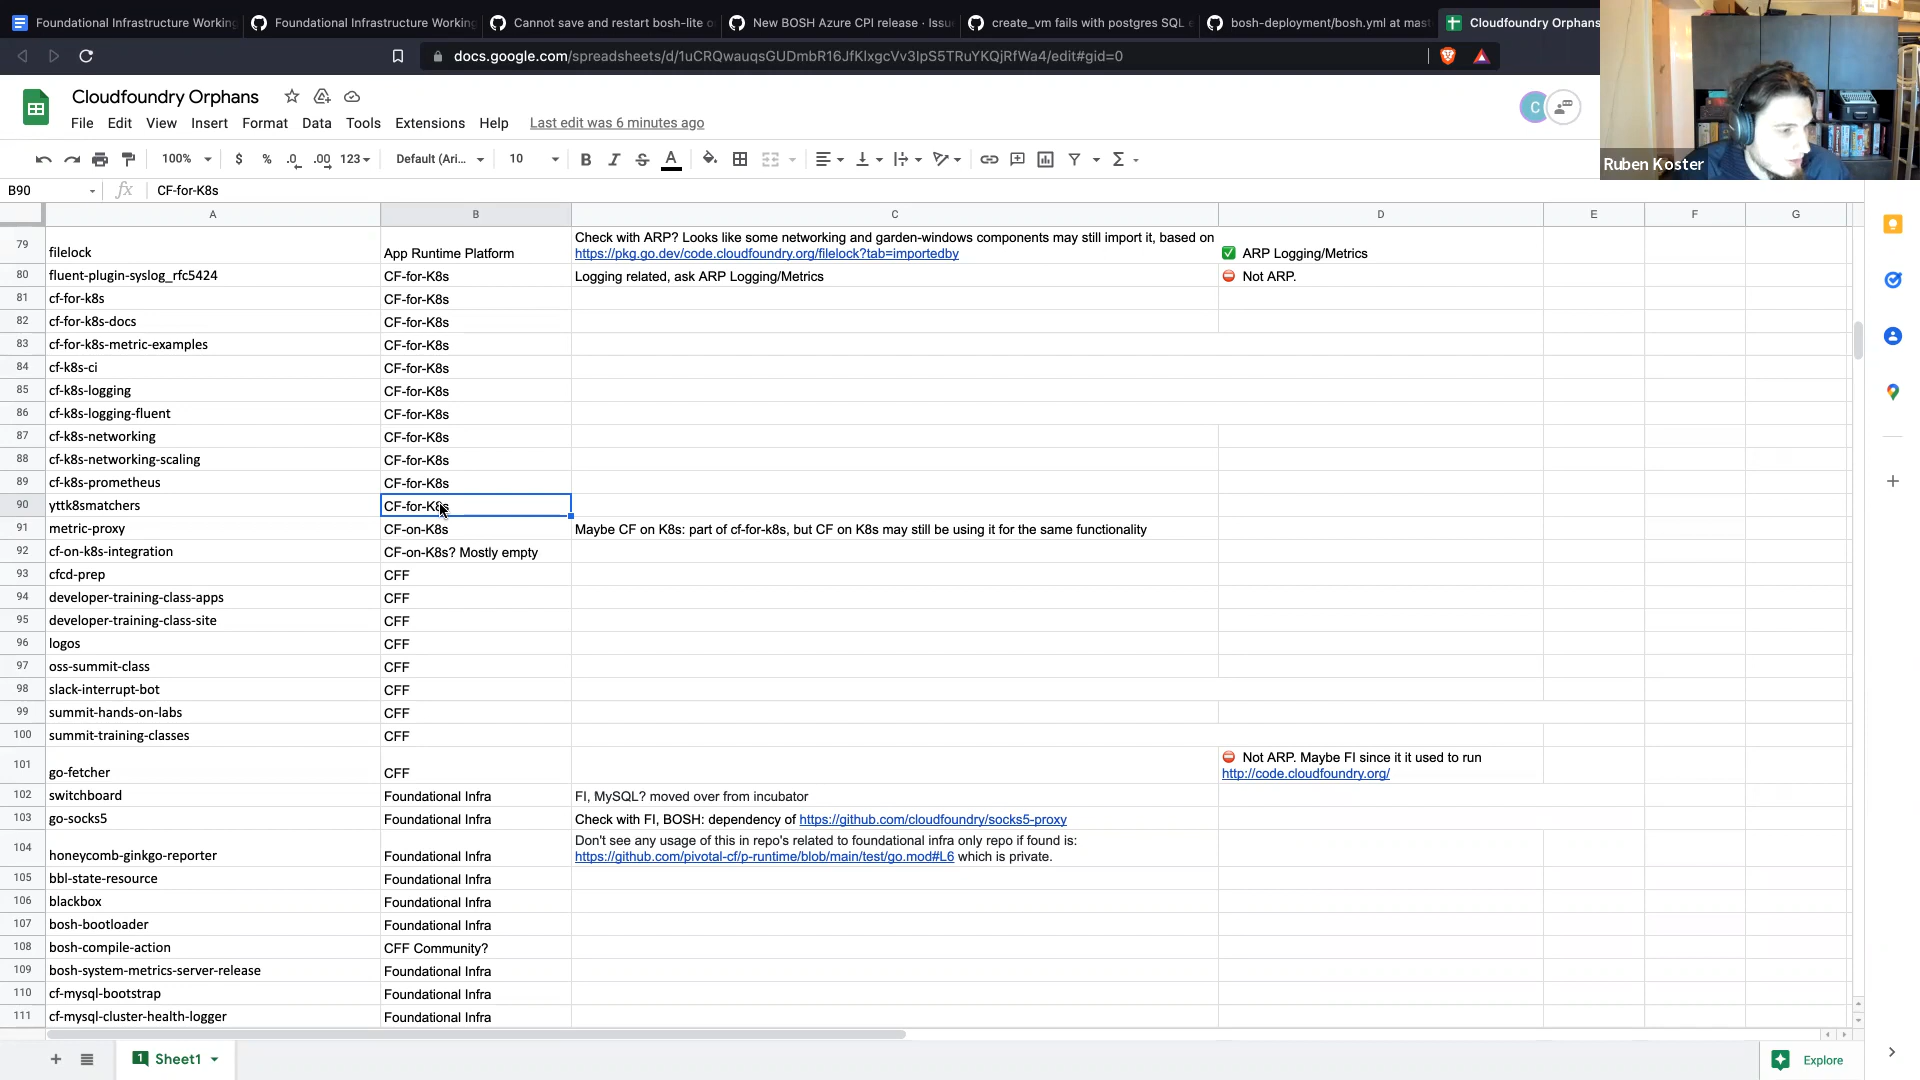 Foundational Infrastructure Working
Foundational Infrastructure Working
Cannot save and restart bosh-lite o
New BOSH Azure CPI release · Issu
create_vm fails with postgres SQL e
bosh-deployment/bosh.yml at mast
Cloudfoundry Orphans
docs.google.com/spreadsheets/d/1uCRQwauqsGUDmbR16JfKIxgcVv3IpS5TRuYKQjRfWa4/edit#gid=0
Cloudfoundry Orphans
C
File Edit View Insert Format Data Tools Extensions Help Last edit was 6 minutes ago
100% $ % .0 .00 123 Default (Ari... 10 B I S A
Ruben Koster
B90 fx CF-for-K8s
A B C D E F G
Check with ARP? Looks like some networking and garden-windows components may still import it, based on
79 filelock App Runtime Platform https://pkg.go.dev/code.cloudfoundry.org/filelock?tab=importedby ✅ ARP Logging/Metrics
80 fluent-plugin-syslog_rfc5424 CF-for-K8s Logging related, ask ARP Logging/Metrics ⛔ Not ARP.
81 cf-for-k8s CF-for-K8s
82 cf-for-k8s-docs CF-for-K8s
83 cf-for-k8s-metric-examples CF-for-K8s
84 cf-k8s-ci CF-for-K8s
85 cf-k8s-logging CF-for-K8s
86 cf-k8s-logging-fluent CF-for-K8s
87 cf-k8s-networking CF-for-K8s
88 cf-k8s-networking-scaling CF-for-K8s
89 cf-k8s-prometheus CF-for-K8s
90 yttk8smatchers CF-for-K8s
91 metric-proxy CF-on-K8s Maybe CF on K8s: part of cf-for-k8s, but CF on K8s may still be using it for the same functionality
92 cf-on-k8s-integration CF-on-K8s? Mostly empty
93 cfcd-prep CFF
94 developer-training-class-apps CFF
95 developer-training-class-site CFF
96 logos CFF
97 oss-summit-class CFF
98 slack-interrupt-bot CFF
99 summit-hands-on-labs CFF
100 summit-training-classes CFF
⛔ Not ARP. Maybe FI since it it used to run
101 go-fetcher CFF http://code.cloudfoundry.org/
102 switchboard Foundational Infra FI, MySQL? moved over from incubator
103 go-socks5 Foundational Infra Check with FI, BOSH: dependency of https://github.com/cloudfoundry/socks5-proxy
Don't see any usage of this in repo's related to foundational infra only repo if found is:
104 honeycomb-ginkgo-reporter Foundational Infra https://github.com/pivotal-cf/p-runtime/blob/main/test/go.mod#L6 which is private.
105 bbl-state-resource Foundational Infra
106 blackbox Foundational Infra
107 bosh-bootloader Foundational Infra
108 bosh-compile-action CFF Community?
109 bosh-system-metrics-server-release Foundational Infra
110 cf-mysql-bootstrap Foundational Infra
111 cf-mysql-cluster-health-logger Foundational Infra
1 Sheet1
Explore